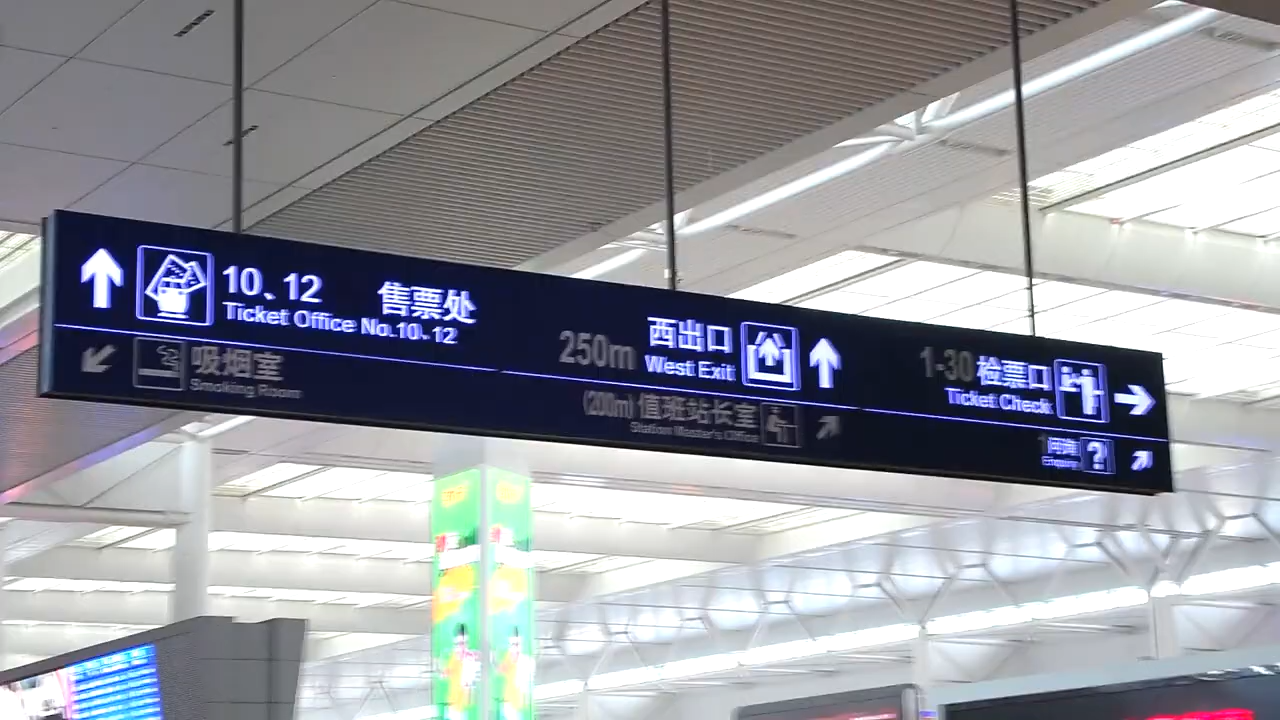 10、12 售票处
Ticket Office No.10、12
吸烟室
Smoking Room
250m 西出口
West Exit
(200m) 值班站长室
Station Master's Office
1-30 检票口
Ticket Check
问询
Enquiry